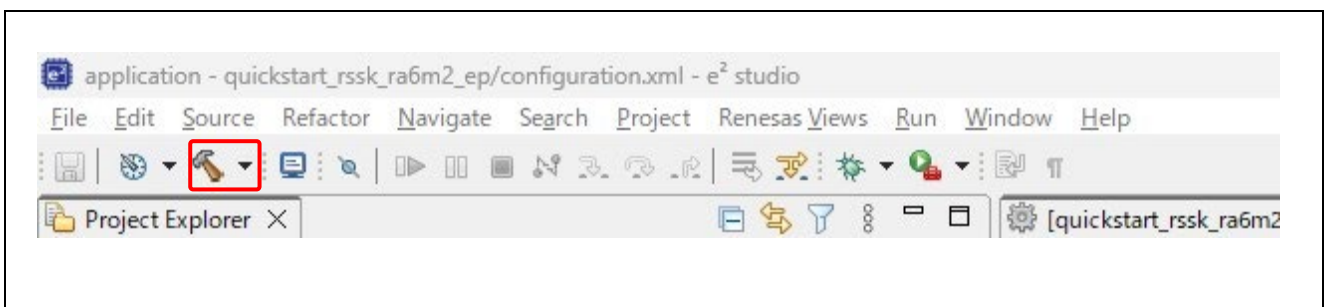 application - quickstart_rssk_ra6m2_ep/configuration.xml - e² studio
File Edit Source Refactor Navigate Search Project Renesas Views Run Window Help
Project Explorer [quickstart_rssk_ra6m2